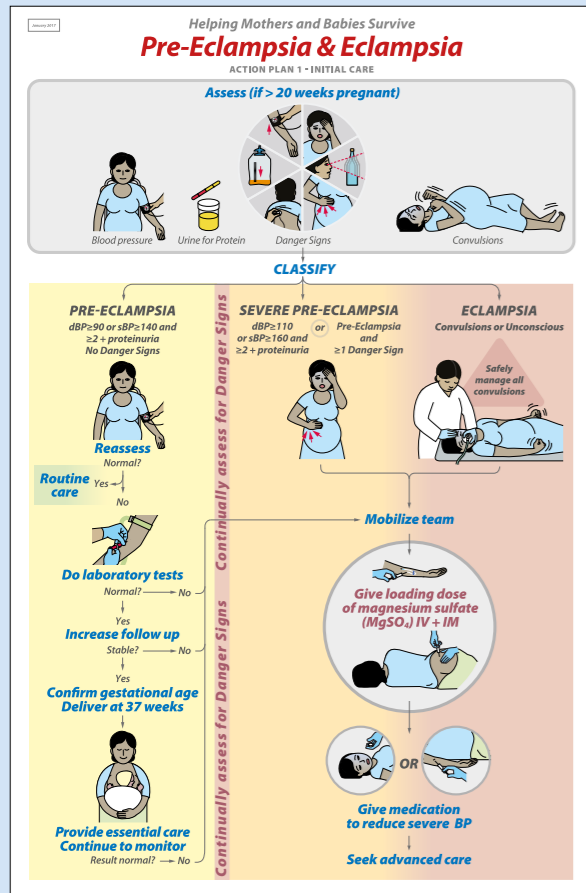 January 2017
Helping Mothers and Babies Survive
Pre-Eclampsia & Eclampsia
ACTION PLAN 1 - INITIAL CARE
Assess (if > 20 weeks pregnant)
Blood pressure
Urine for Protein
Danger Signs
Convulsions
CLASSIFY
PRE-ECLAMPSIA
dBP≥90 or sBP≥140 and
≥2 + proteinuria
No Danger Signs
Reassess
Normal?
Routine
care
Yes
No
Do laboratory tests
Normal?
No
Yes
Increase follow up
Stable?
No
Yes
Confirm gestational age
Deliver at 37 weeks
Provide essential care
Continue to monitor
Result normal?
No
Continually assess for Danger Signs
Continually assess for Danger Signs
SEVERE PRE-ECLAMPSIA
dBP≥110
or sBP≥160 and
≥2 + proteinuria
or
Pre-Eclampsia
and
≥1 Danger Sign
ECLAMPSIA
Convulsions or Unconscious
Safely
manage all
convulsions
Mobilize team
Give loading dose
of magnesium sulfate
(MgSO₄) IV + IM
OR
Give medication
to reduce severe BP
Seek advanced care